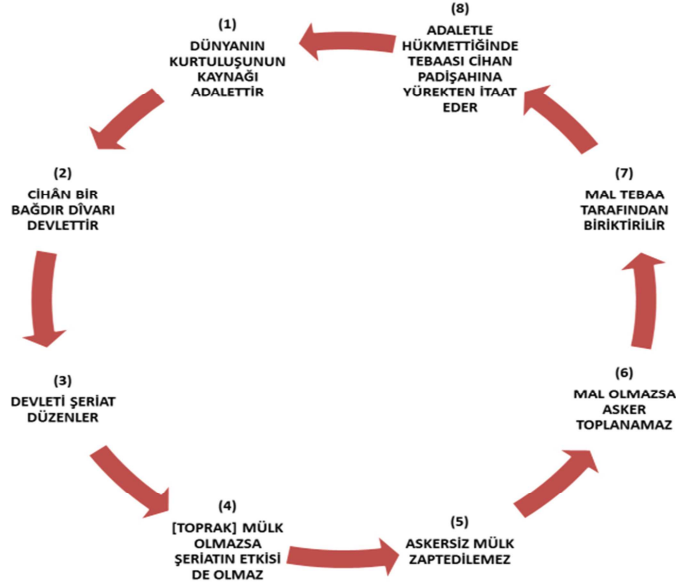 (1)
DÜNYANIN
KURTULUŞUNUN
KAYNAĞI
ADALETTİR
(2)
CİHÂN BİR
BAĞDIR DÎVARI
DEVLETTİR
(3)
DEVLETİ ŞERİAT
DÜZENLER
(4)
[TOPRAK] MÜLK
OLMAZSA
ŞERİATIN ETKİSİ
DE OLMAZ
(5)
ASKERSİZ MÜLK
ZAPTEDİLEMEZ
(6)
MAL OLMAZSA
ASKER
TOPLANAMAZ
(7)
MAL TEBAA
TARAFINDAN
BİRİKTİRİLİR
(8)
ADALETLE
HÜKMETTİĞİNDE
TEBAASI CİHAN
PADİŞAHINA
YÜREKTEN İTAAT
EDER